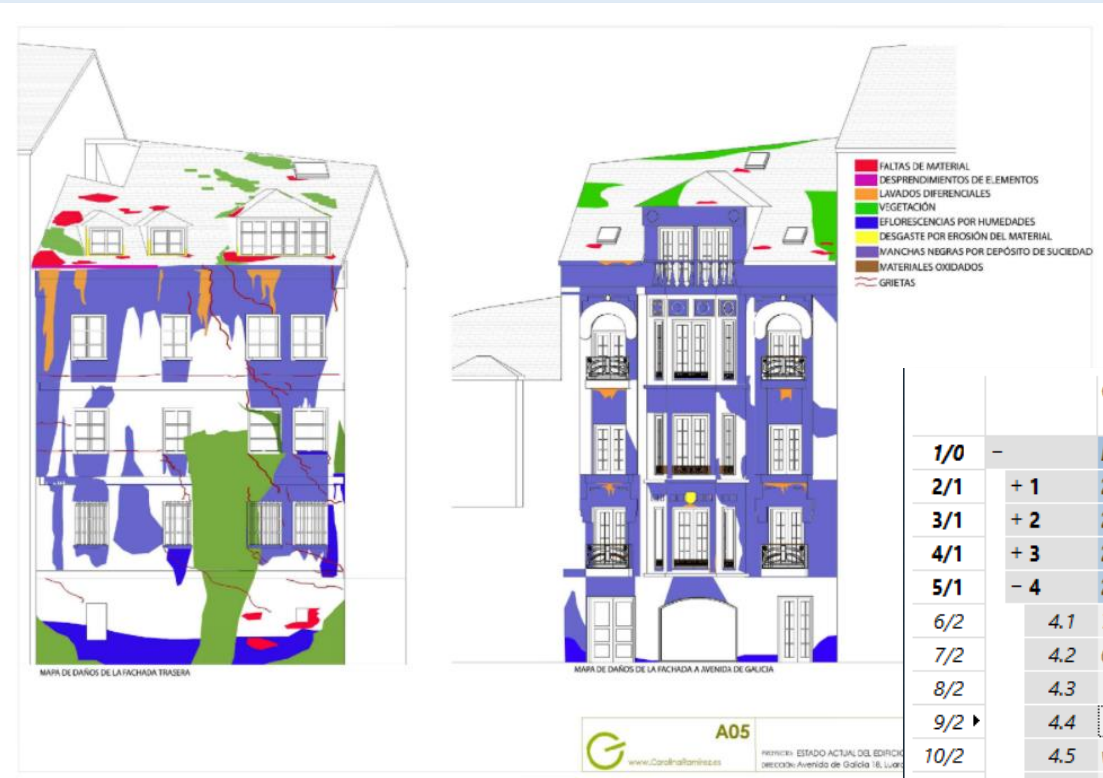 FALTAS DE MATERIAL
DESPRENDIMIENTOS DE ELEMENTOS
LAVADOS DIFERENCIALES
VEGETACIÓN
EFLORESCENCIAS POR HUMEDADES
DESGASTE POR EROSIÓN DEL MATERIAL
MANCHAS NEGRAS POR DEPÓSITO DE SUCIEDAD
MATERIALES OXIDADOS
GRIETAS
MAPA DE DAÑOS DE LA FACHADA TRASERA
MAPA DE DAÑOS DE LA FACHADA A AVENIDA DE GALICIA
A05
www.CarolinaRamirez.es
PROYECTO: ESTADO ACTUAL DEL EDIFICIO
DIRECCIÓN: Avenida de Galicia 18, Luarc
1/0 -
2/1 + 1
3/1 + 2
4/1 + 3
5/1 - 4
6/2 4.1
7/2 4.2
8/2 4.3
9/2 4.4
10/2 4.5